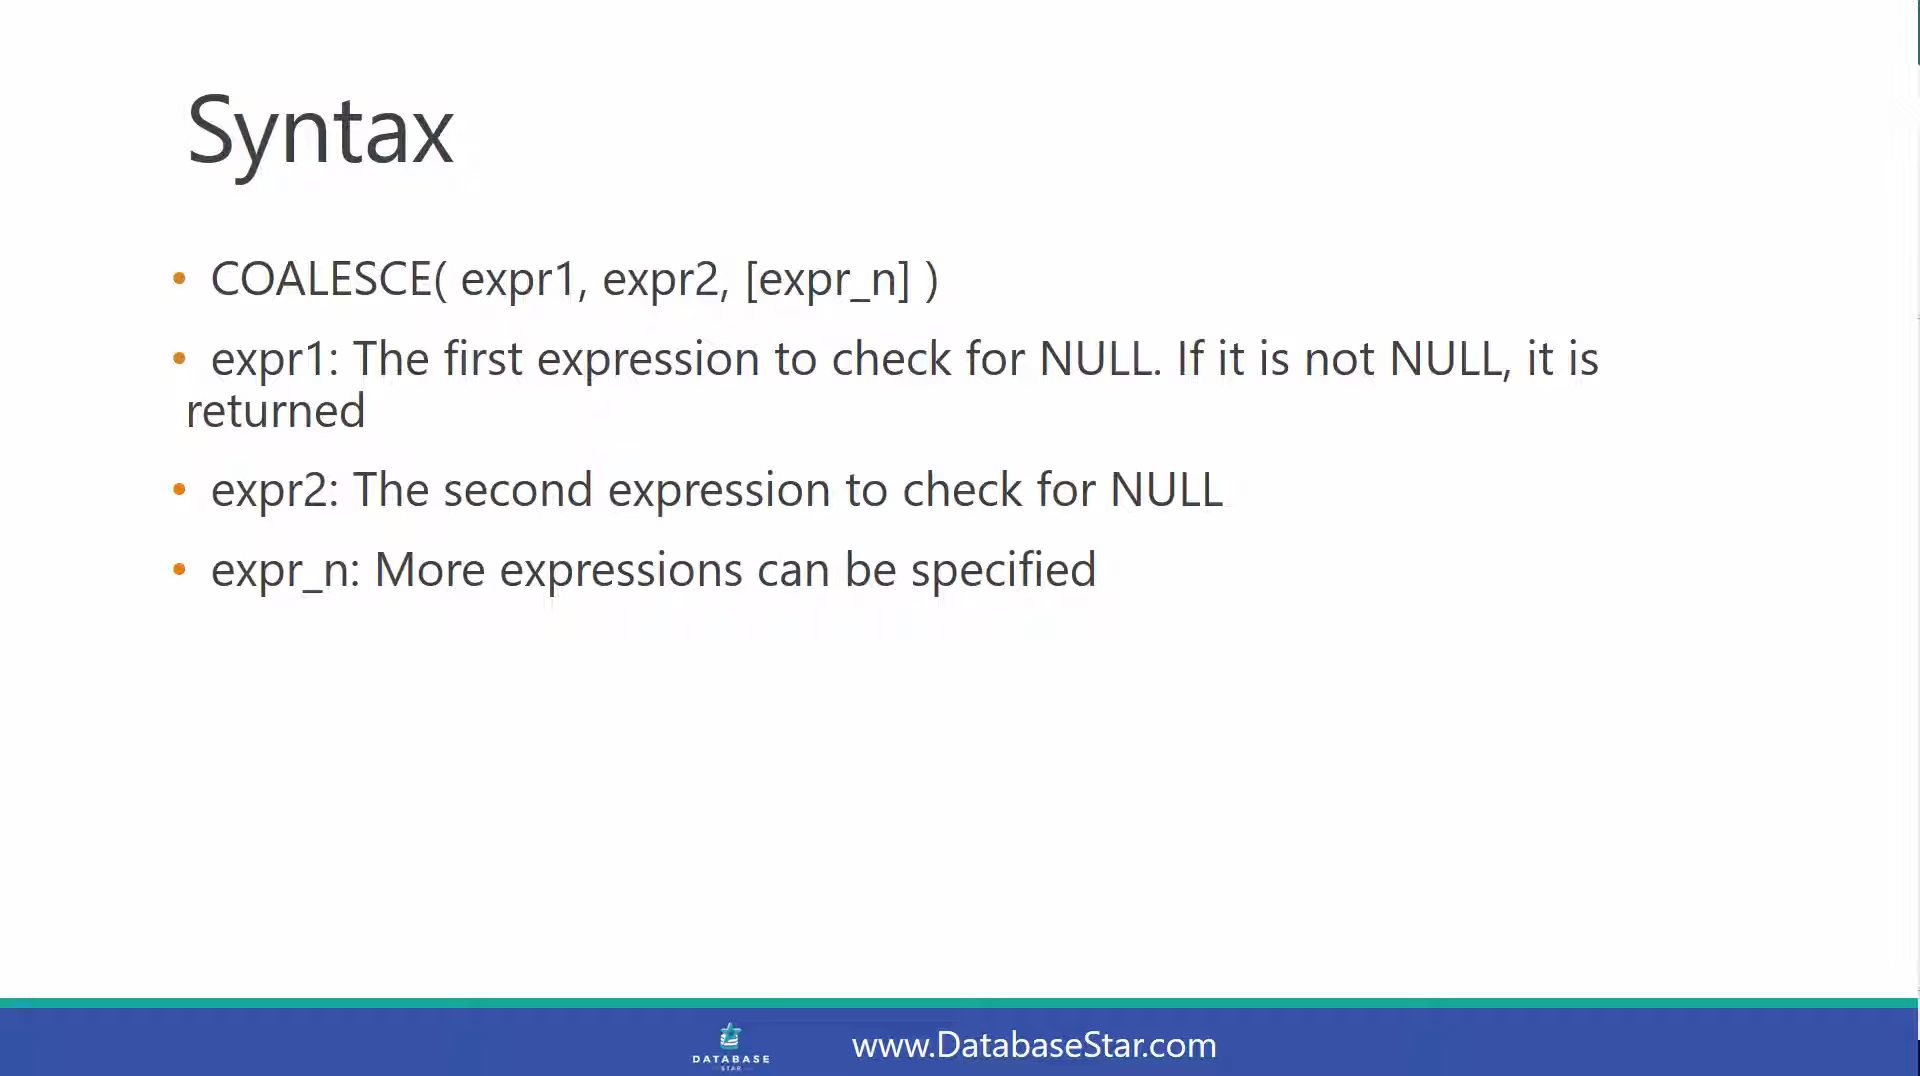 Syntax
• COALESCE( expr1, expr2, [expr_n] )
• expr1: The first expression to check for NULL. If it is not NULL, it is
returned
• expr2: The second expression to check for NULL
• expr_n: More expressions can be specified
DATABASE
STAR
www.DatabaseStar.com